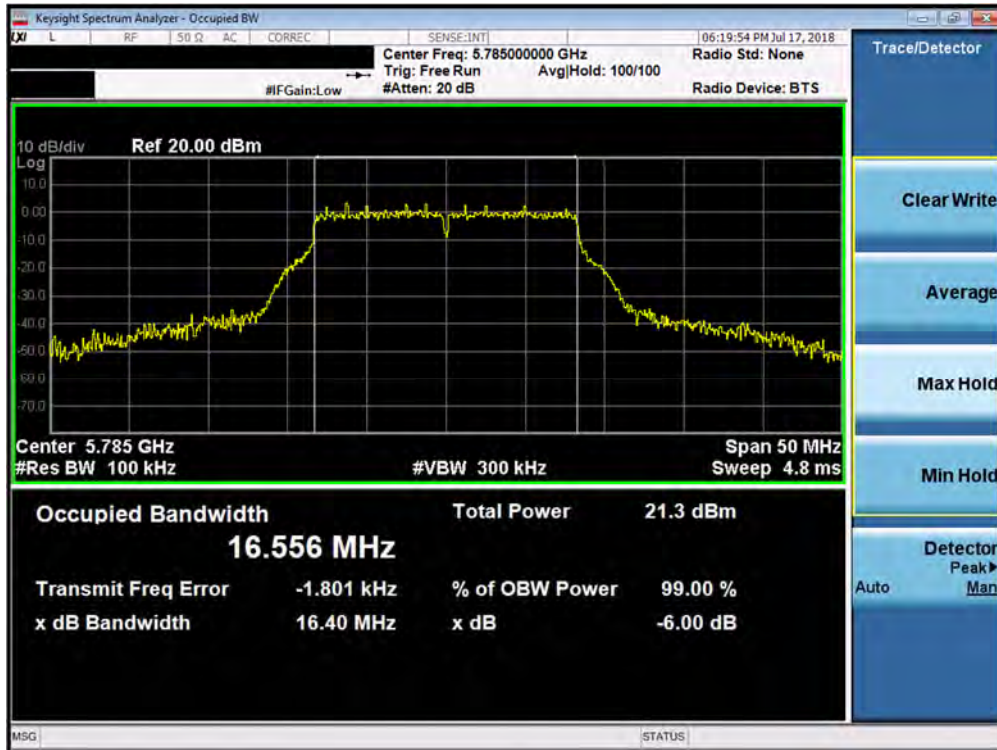 Keysight Spectrum Analyzer - Occupied BW
LXI L RF 50 Ω AC CORREC SENSE:INT 06:19:54 PM Jul 17, 2018
Center Freq: 5.785000000 GHz Radio Std: None
Trig: Free Run Avg|Hold: 100/100
#IFGain:Low #Atten: 20 dB Radio Device: BTS
Trace/Detector
10 dB/div Ref 20.00 dBm
Log
10.0
0.00
-10.0
-20.0
-30.0
-40.0
-50.0
-60.0
-70.0
Center 5.785 GHz Span 50 MHz
#Res BW 100 kHz #VBW 300 kHz Sweep 4.8 ms
Occupied Bandwidth Total Power 21.3 dBm
16.556 MHz
Transmit Freq Error -1.801 kHz % of OBW Power 99.00 %
x dB Bandwidth 16.40 MHz x dB -6.00 dB
Clear Write
Average
Max Hold
Min Hold
Detector
Peak▶
Auto Man
MSG STATUS